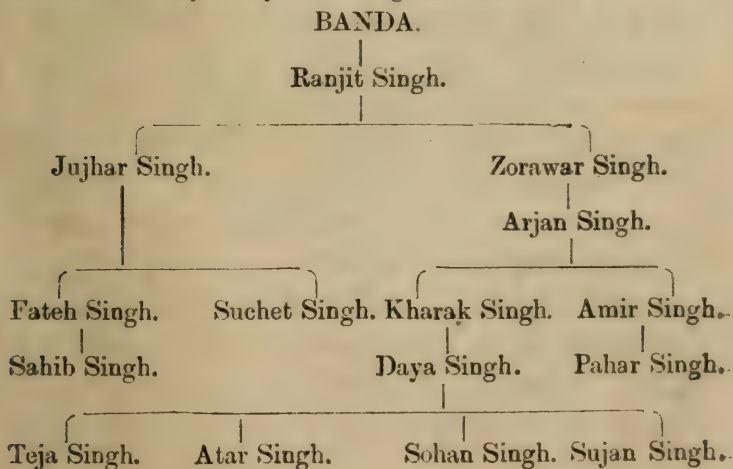 BANDA.
Ranjit Singh.
Jujhar Singh. Zorawar Singh.
Arjan Singh.
Fateh Singh. Suchet Singh. Kharak Singh. Amir Singh.
Sahib Singh. Daya Singh. Pahar Singh.
Teja Singh. Atar Singh. Sohan Singh. Sujan Singh.